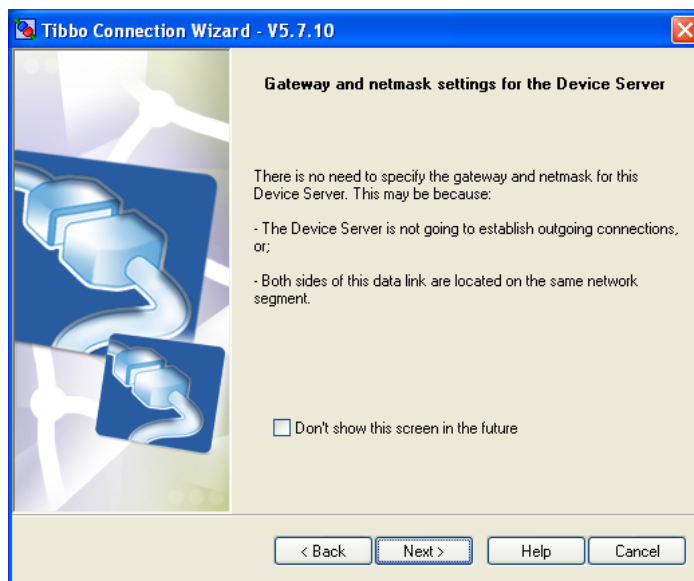 Tibbo Connection Wizard - V5.7.10
Gateway and netmask settings for the Device Server
There is no need to specify the gateway and netmask for this
Device Server. This may be because:
- The Device Server is not going to establish outgoing connections,
or;
- Both sides of this data link are located on the same network
segment.
Don't show this screen in the future
< Back
Next >
Help
Cancel